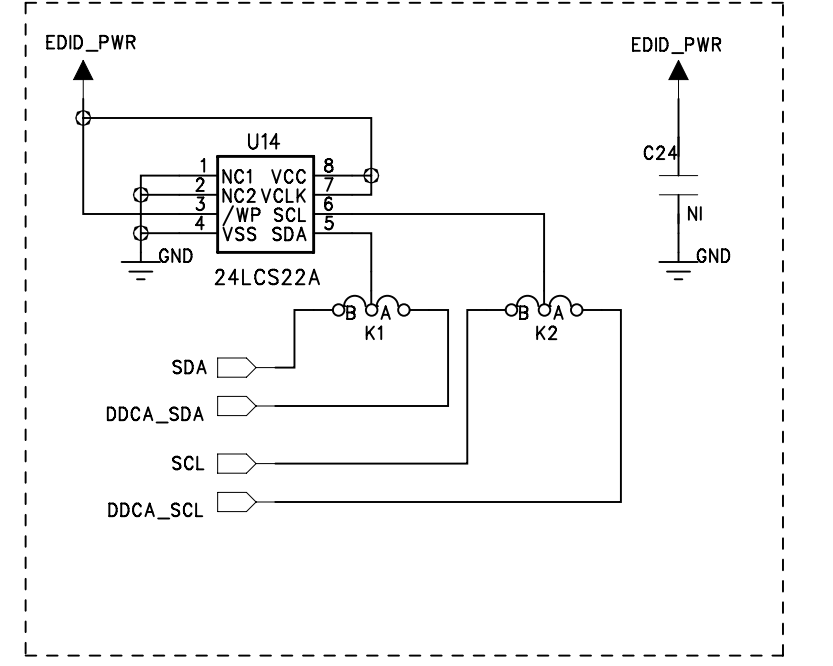 EDID_PWR
EDID_PWR
U14
C24
1 NC1 VCC 8
2 NC2 VCLK 7
3 /WP SCL 6
4 VSS SDA 5
NI
GND
GND
24LCS22A
B A
B A
K1
K2
SDA
DDCA_SDA
SCL
DDCA_SCL